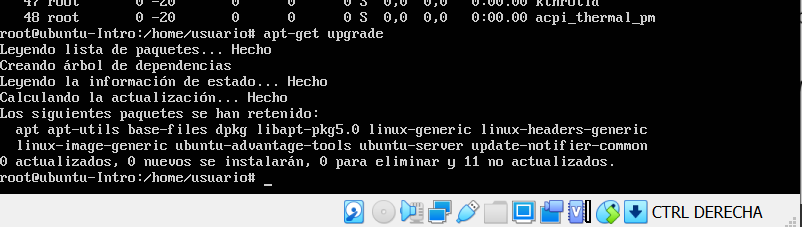 47 root 0 -20 0 0 0 S 0,0 0,0 0:00.00 kthrotld
48 root 0 -20 0 0 0 S 0,0 0,0 0:00.00 acpi_thermal_pm
root@ubuntu-Intro:/home/usuario# apt-get upgrade
Leyendo lista de paquetes... Hecho
Creando árbol de dependencias
Leyendo la información de estado... Hecho
Calculando la actualización... Hecho
Los siguientes paquetes se han retenido:
apt apt-utils base-files dpkg libapt-pkg5.0 linux-generic linux-headers-generic
linux-image-generic ubuntu-advantage-tools ubuntu-server update-notifier-common
0 actualizados, 0 nuevos se instalarán, 0 para eliminar y 11 no actualizados.
root@ubuntu-Intro:/home/usuario# _
CTRL DERECHA